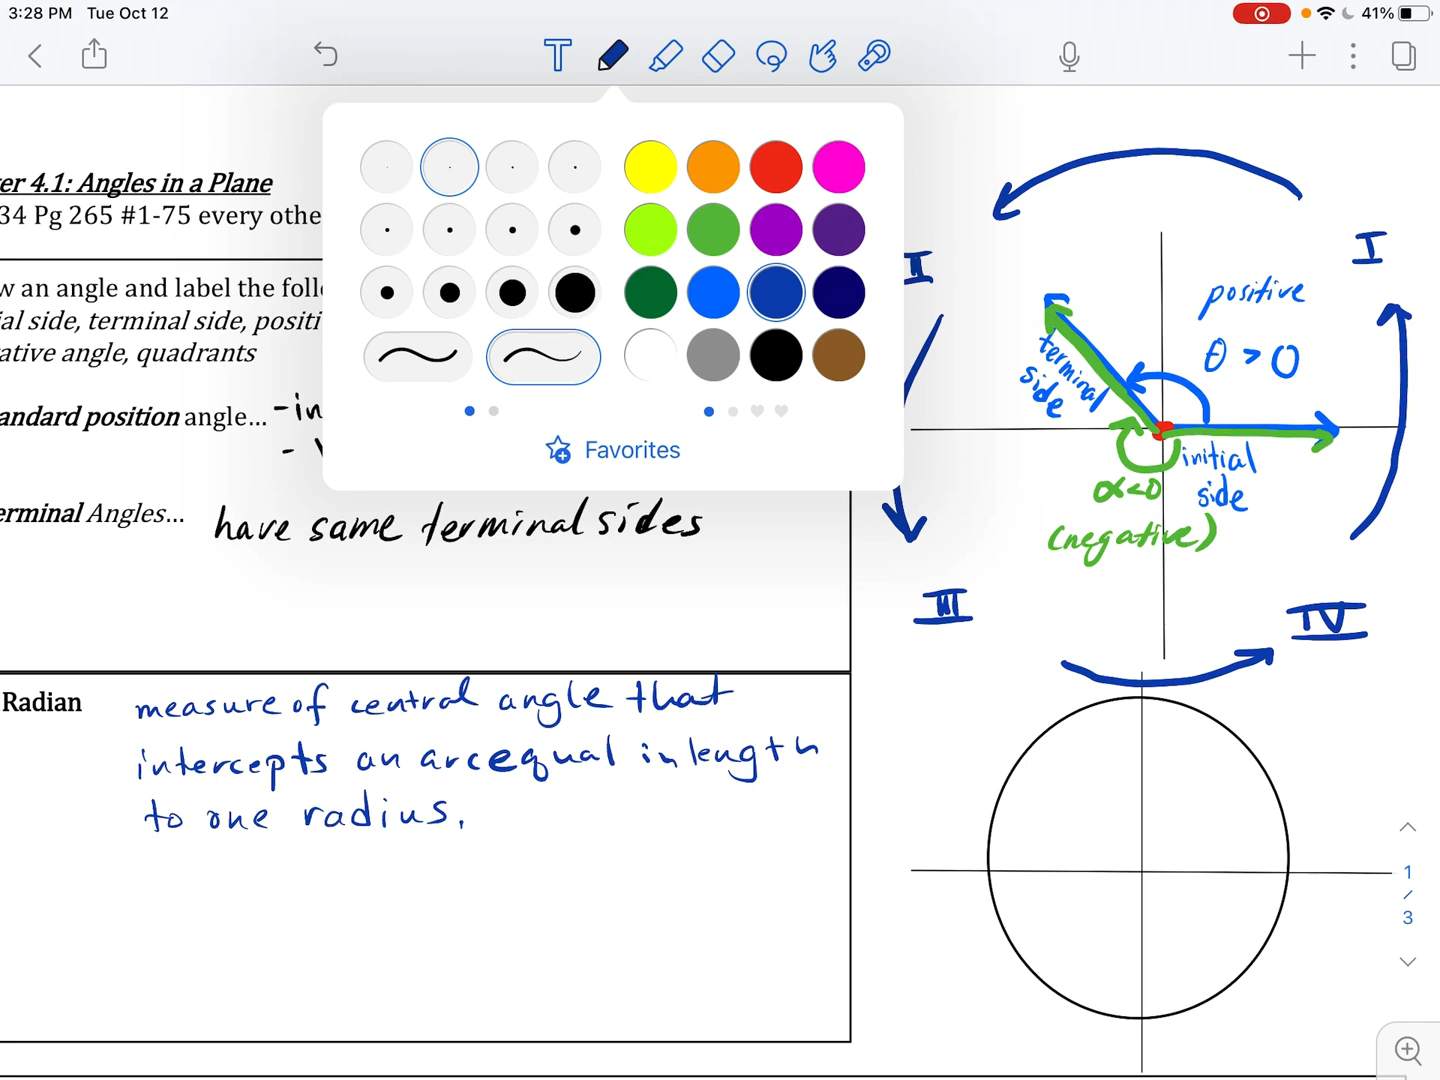 3:28 PM Tue Oct 12
41%
T
er 4.1: Angles in a Plane
34 Pg 265 #1-75 every othe
w an angle and label the foll
ial side, terminal side, positi
ative angle, quadrants
andard position angle... -in
-
erminal Angles... have same terminal sides
Favorites
II
I
positive
θ > 0
terminal
side
initial
side
α<0
(negative)
III
IV
Radian measure of central angle that
intercepts an arc equal in length
to one radius.
1
/
3